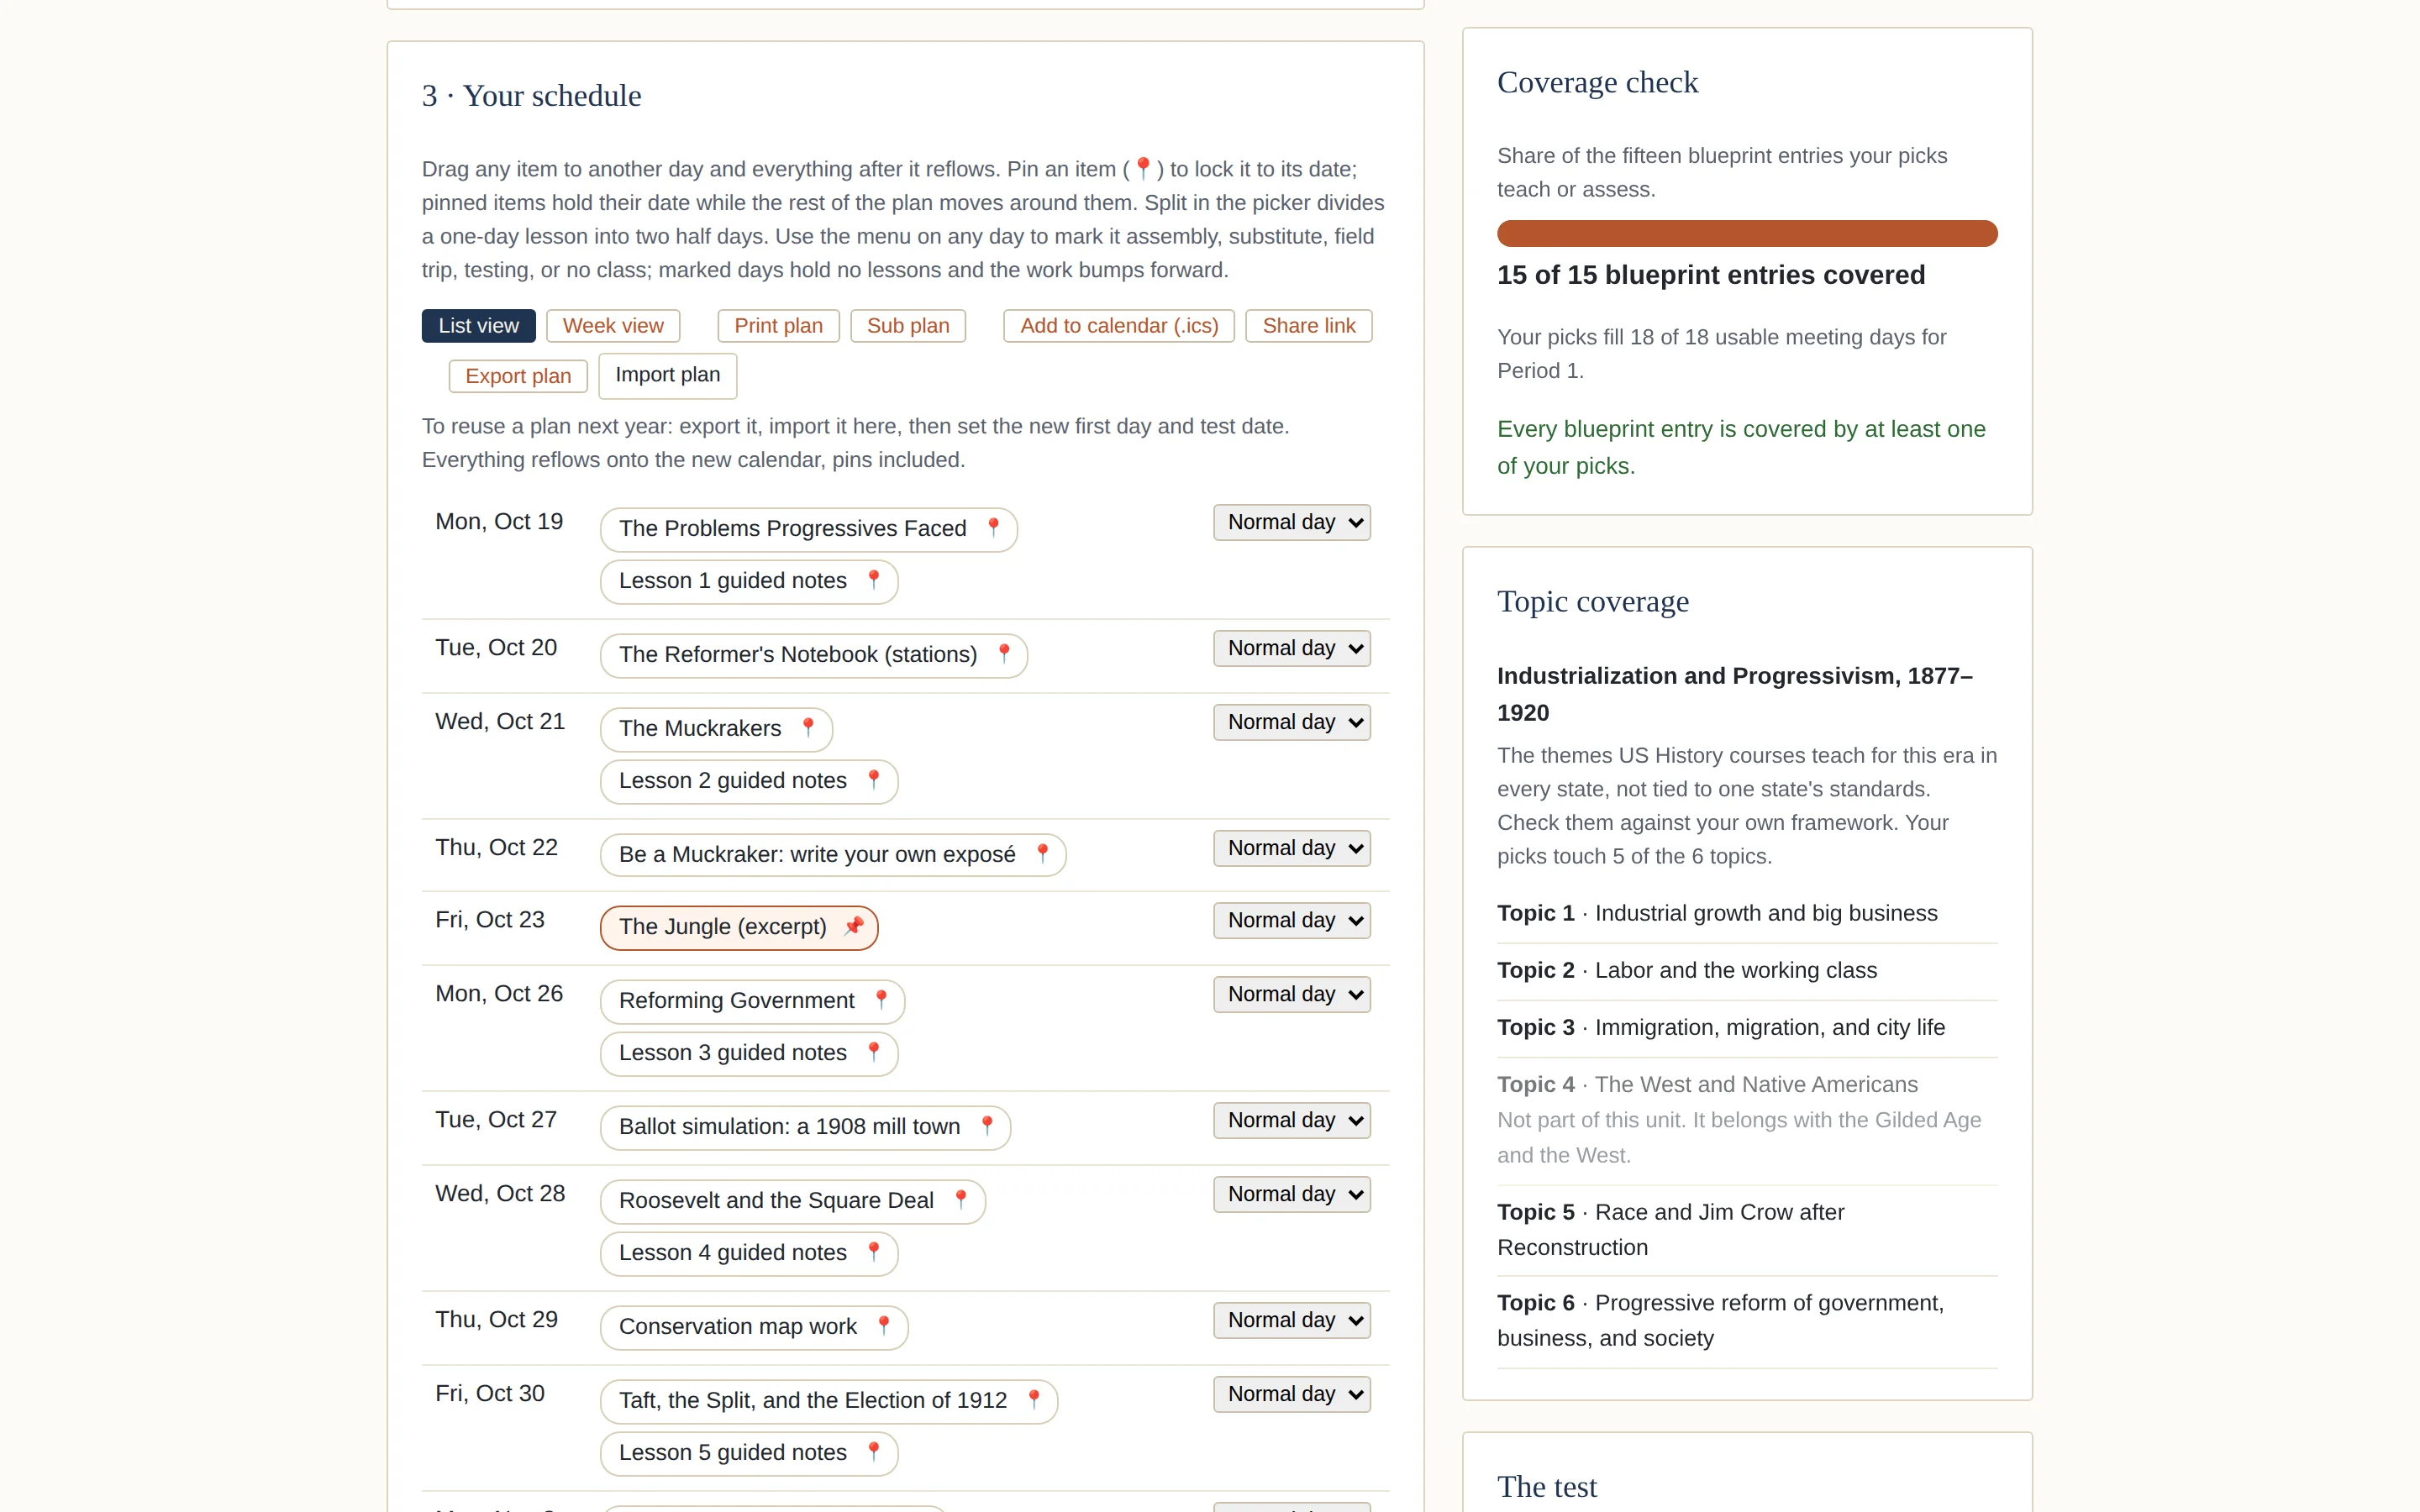 3 · Your schedule
Drag any item to another day and everything after it reflows. Pin an item (📍) to lock it to its date;
pinned items hold their date while the rest of the plan moves around them. Split in the picker divides
a one-day lesson into two half days. Use the menu on any day to mark it assembly, substitute, field
trip, testing, or no class; marked days hold no lessons and the work bumps forward.
List view Week view Print plan Sub plan Add to calendar (.ics) Share link
Export plan Import plan
To reuse a plan next year: export it, import it here, then set the new first day and test date.
Everything reflows onto the new calendar, pins included.
Mon, Oct 19 The Problems Progressives Faced 📍 Normal day
Lesson 1 guided notes 📍
Tue, Oct 20 The Reformer's Notebook (stations) 📍 Normal day
Wed, Oct 21 The Muckrakers 📍 Normal day
Lesson 2 guided notes 📍
Thu, Oct 22 Be a Muckraker: write your own exposé 📍 Normal day
Fri, Oct 23 The Jungle (excerpt) 📌 Normal day
Mon, Oct 26 Reforming Government 📍 Normal day
Lesson 3 guided notes 📍
Tue, Oct 27 Ballot simulation: a 1908 mill town 📍 Normal day
Wed, Oct 28 Roosevelt and the Square Deal 📍 Normal day
Lesson 4 guided notes 📍
Thu, Oct 29 Conservation map work 📍 Normal day
Fri, Oct 30 Taft, the Split, and the Election of 1912 📍 Normal day
Lesson 5 guided notes 📍
Coverage check
Share of the fifteen blueprint entries your picks
teach or assess.
15 of 15 blueprint entries covered
Your picks fill 18 of 18 usable meeting days for
Period 1.
Every blueprint entry is covered by at least one
of your picks.
Topic coverage
Industrialization and Progressivism, 1877–
1920
The themes US History courses teach for this era in
every state, not tied to one state's standards.
Check them against your own framework. Your
picks touch 5 of the 6 topics.
Topic 1 · Industrial growth and big business
Topic 2 · Labor and the working class
Topic 3 · Immigration, migration, and city life
Topic 4 · The West and Native Americans
Not part of this unit. It belongs with the Gilded Age
and the West.
Topic 5 · Race and Jim Crow after
Reconstruction
Topic 6 · Progressive reform of government,
business, and society
The test